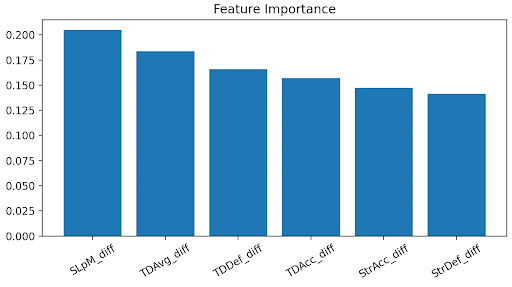 Feature Importance
0.200
0.175
0.150
0.125
0.100
0.075
0.050
0.025
0.000
SLpM_diff
TDAvg_diff
TDDef_diff
TDAcc_diff
StrAcc_diff
StrDef_diff